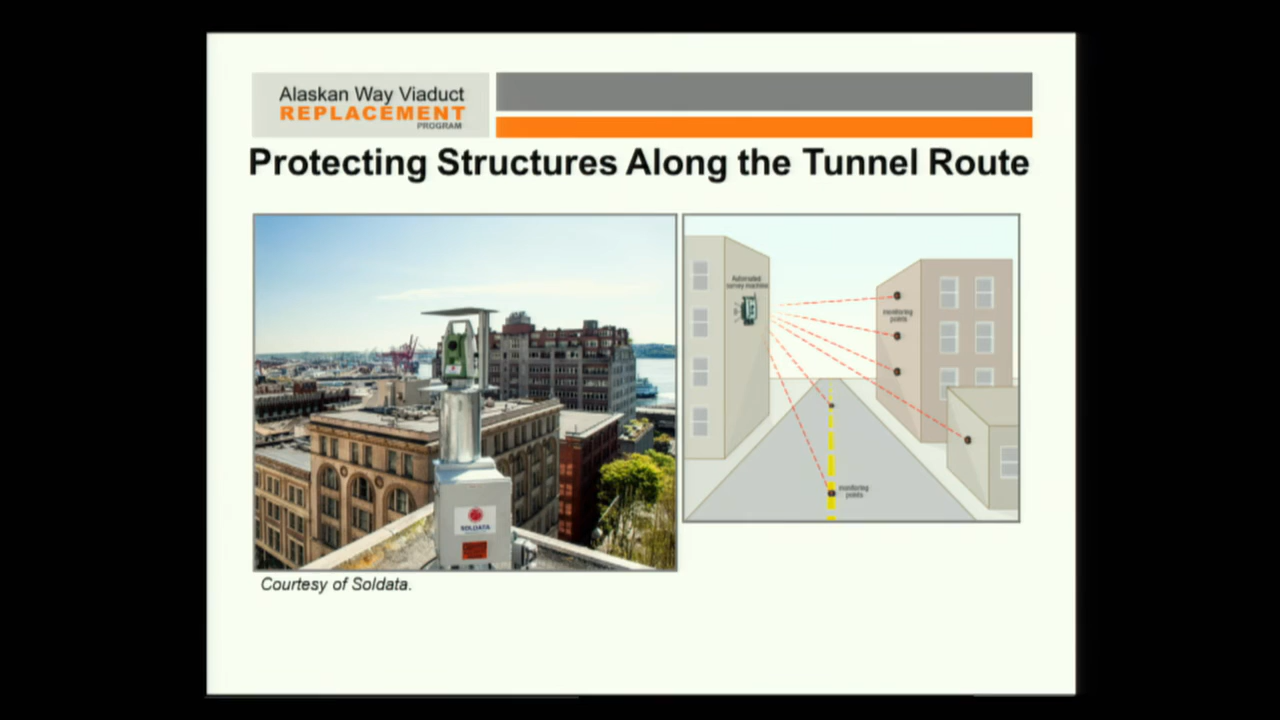 Alaskan Way Viaduct
REPLACEMENT
PROGRAM
Protecting Structures Along the Tunnel Route
SOLDATA
Automated
survey machine
monitoring
points
monitoring
points
Courtesy of Soldata.